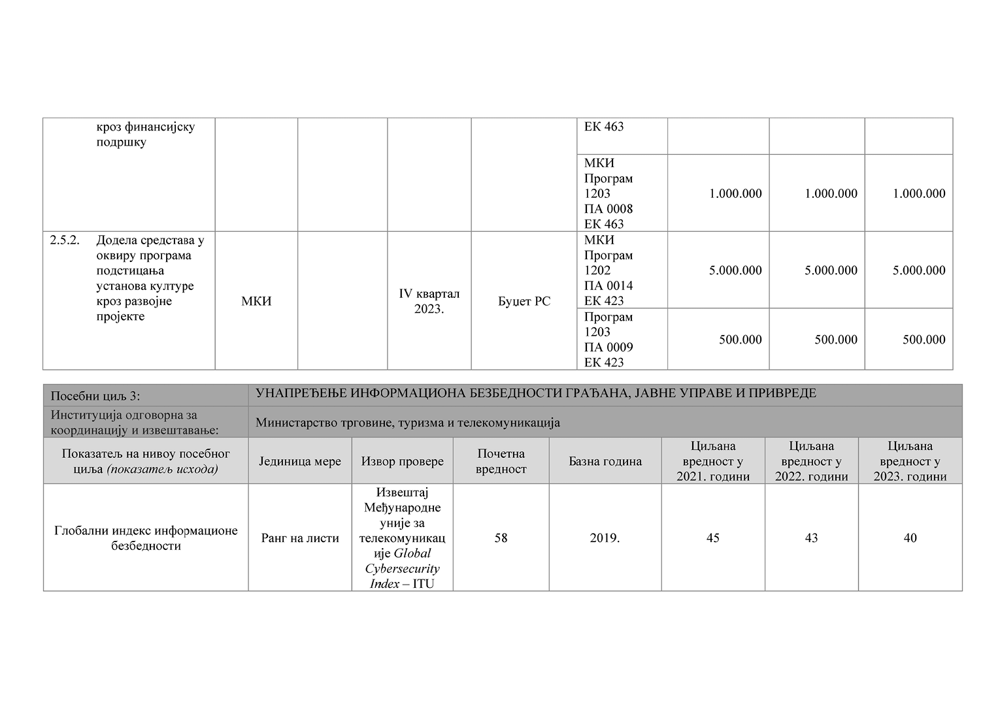 кроз финансијску
подршку
ЕК 463
МКИ
Програм
1203
ПА 0008
ЕК 463
1.000.000
1.000.000
1.000.000
2.5.2.
Додела средстава у
оквиру програма
подстицања
установа културе
кроз развојне
пројекте
МКИ
IV квартал
2023.
Буџет РС
МКИ
Програм
1202
ПА 0014
ЕК 423
5.000.000
5.000.000
5.000.000
Програм
1203
ПА 0009
ЕК 423
500.000
500.000
500.000
Посебни циљ 3:
УНАПРЕЂЕЊЕ ИНФОРМАЦИОНА БЕЗБЕДНОСТИ ГРАЂАНА, ЈАВНЕ УПРАВЕ И ПРИВРЕДЕ
Институција одговорна за
координацију и извештавање:
Министарство трговине, туризма и телекомуникација
Показатељ на нивоу посебног
циља (показатељ исхода)
Јединица мере
Извор провере
Почетна
вредност
Базна година
Циљана
вредност у
2021. години
Циљана
вредност у
2022. години
Циљана
вредност у
2023. години
Глобални индекс информационе
безбедности
Ранг на листи
Извештај
Међународне
уније за
телекомуникац
ије Global
Cybersecurity
Index – ITU
58
2019.
45
43
40